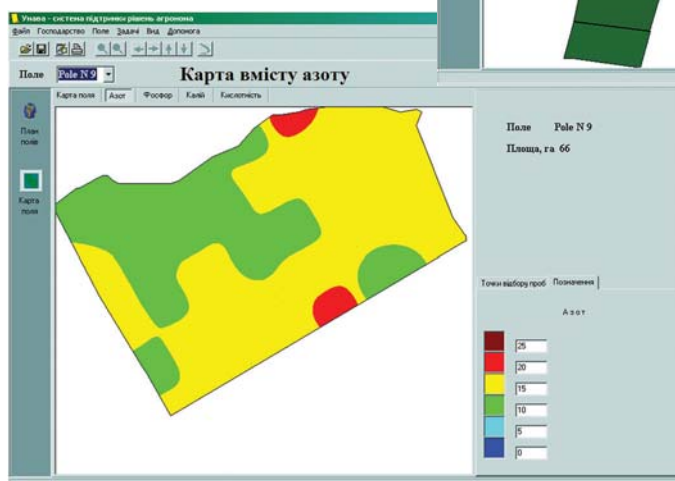 Унава - система підтримки рішень агронома
Файл Господарство Поле Задачі Вид Допомога
Поле Pole N 9 Карта вмісту азоту
Карта поля Азот Фосфор Калій Кислотність
План
полів
Карта
поля
Поле Pole N 9
Площа, га 66
Точки відбору проб Позначення
Азот
25
20
15
10
5
0